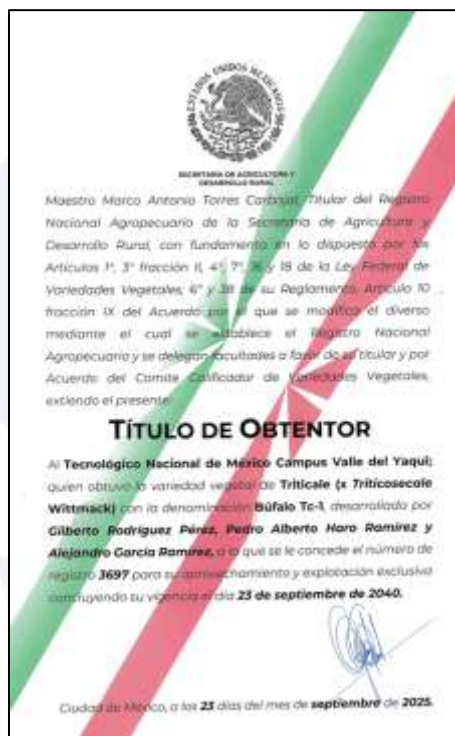 ESTADOS UNIDOS MEXICANOS
SECRETARÍA DE AGRICULTURA Y
DESARROLLO RURAL
Maestro Marco Antonio Torres Carbajal, Titular del Registro
Nacional Agropecuario de la Secretaría de Agricultura y
Desarrollo Rural, con fundamento en lo dispuesto por los
Artículos 1°, 3° fracción II, 4°, 7°, 16 y 18 de la Ley Federal de
Variedades Vegetales; 6° y 38 de su Reglamento, Artículo 10
fracción IX del Acuerdo por el que se modifica el diverso
mediante el cual se establece el Registro Nacional
Agropecuario y se delegan facultades a favor de su titular y por
Acuerdo del Comité Calificador de Variedades Vegetales,
extiendo el presente:
TÍTULO DE OBTENTOR
Al Tecnológico Nacional de México Campus Valle del Yaqui;
quien obtuvo la variedad vegetal de Triticale (x Triticosecale
Wittmack) con la denominación Búfalo Tc-1, desarrollado por
Gilberto Rodríguez Pérez, Pedro Alberto Haro Ramírez y
Alejandro García Ramírez, a la que se le concede el número de
registro 3697 para su aprovechamiento y explotación exclusiva
concluyendo su vigencia el día 23 de septiembre de 2040.
Ciudad de México, a los 23 días del mes de septiembre de 2025.